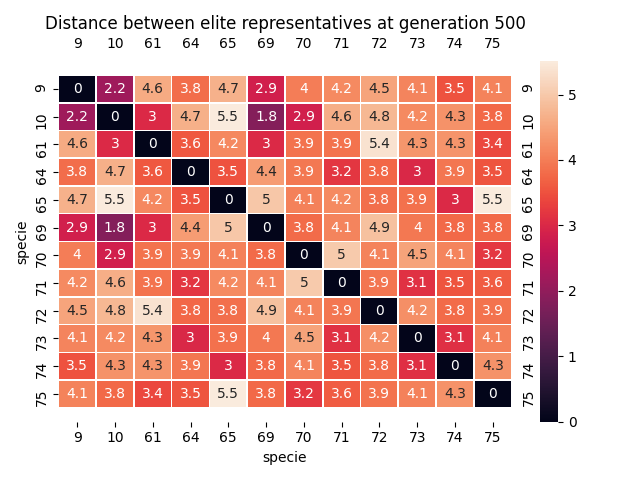 Distance between elite representatives at generation 500
9 10 61 64 65 69 70 71 72 73 74 75
9 0 2.2 4.6 3.8 4.7 2.9 4 4.2 4.5 4.1 3.5 4.1 9
10 2.2 0 3 4.7 5.5 1.8 2.9 4.6 4.8 4.2 4.3 3.8 10
61 4.6 3 0 3.6 4.2 3 3.9 3.9 5.4 4.3 4.3 3.4 61
64 3.8 4.7 3.6 0 3.5 4.4 3.9 3.2 3.8 3 3.9 3.5 64
65 4.7 5.5 4.2 3.5 0 5 4.1 4.2 3.8 3.9 3 5.5 65
69 2.9 1.8 3 4.4 5 0 3.8 4.1 4.9 4 3.8 3.8 69
70 4 2.9 3.9 3.9 4.1 3.8 0 5 4.1 4.5 4.1 3.2 70
71 4.2 4.6 3.9 3.2 4.2 4.1 5 0 3.9 3.1 3.5 3.6 71
72 4.5 4.8 5.4 3.8 3.8 4.9 4.1 3.9 0 4.2 3.8 3.9 72
73 4.1 4.2 4.3 3 3.9 4 4.5 3.1 4.2 0 3.1 4.1 73
74 3.5 4.3 4.3 3.9 3 3.8 4.1 3.5 3.8 3.1 0 4.3 74
75 4.1 3.8 3.4 3.5 5.5 3.8 3.2 3.6 3.9 4.1 4.3 0 75
9 10 61 64 65 69 70 71 72 73 74 75
specie
specie
5
4
3
2
1
0